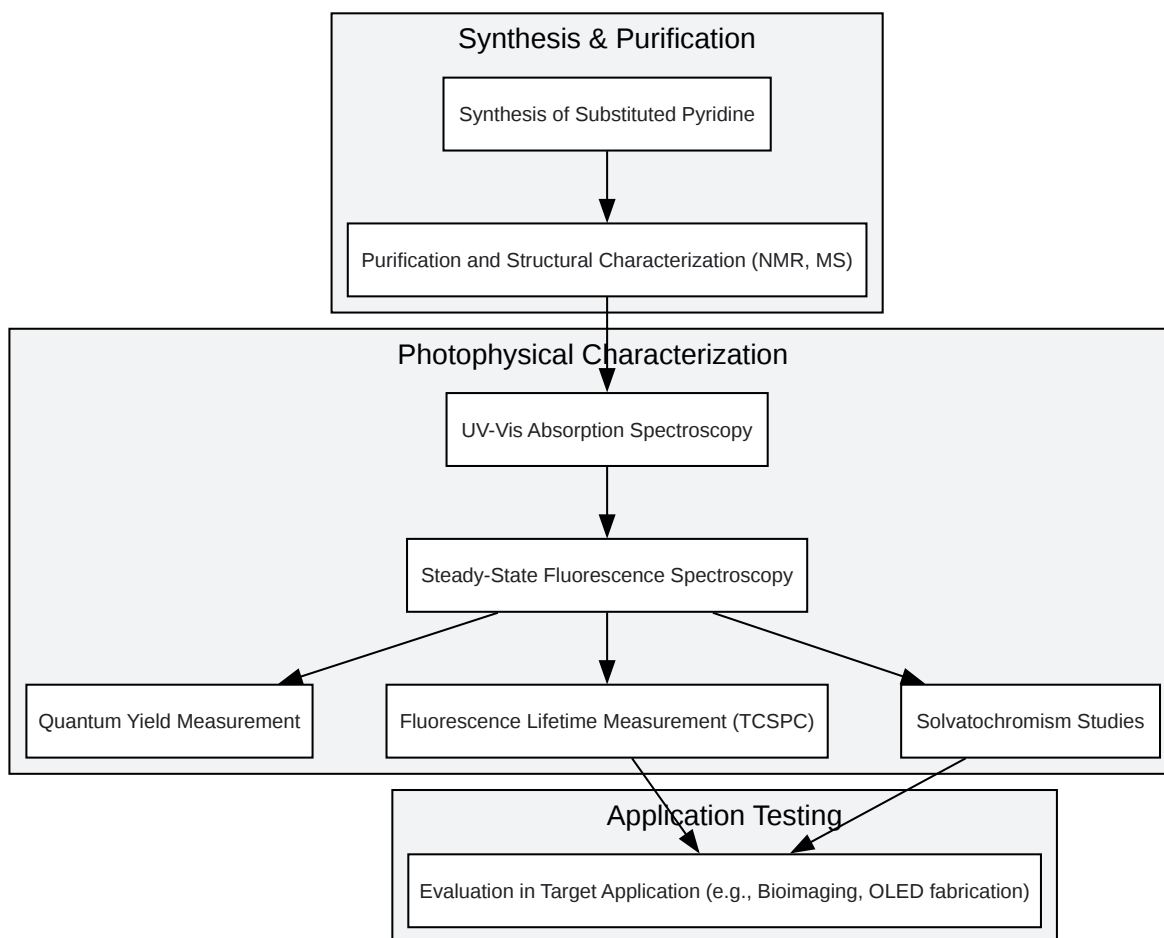 Synthesis & Purification
Synthesis of Substituted Pyridine
Purification and Structural Characterization (NMR, MS)
Photophysical Characterization
UV-Vis Absorption Spectroscopy
Steady-State Fluorescence Spectroscopy
Quantum Yield Measurement
Fluorescence Lifetime Measurement (TCSPC)
Solvatochromism Studies
Application Testing
Evaluation in Target Application (e.g., Bioimaging, OLED fabrication)